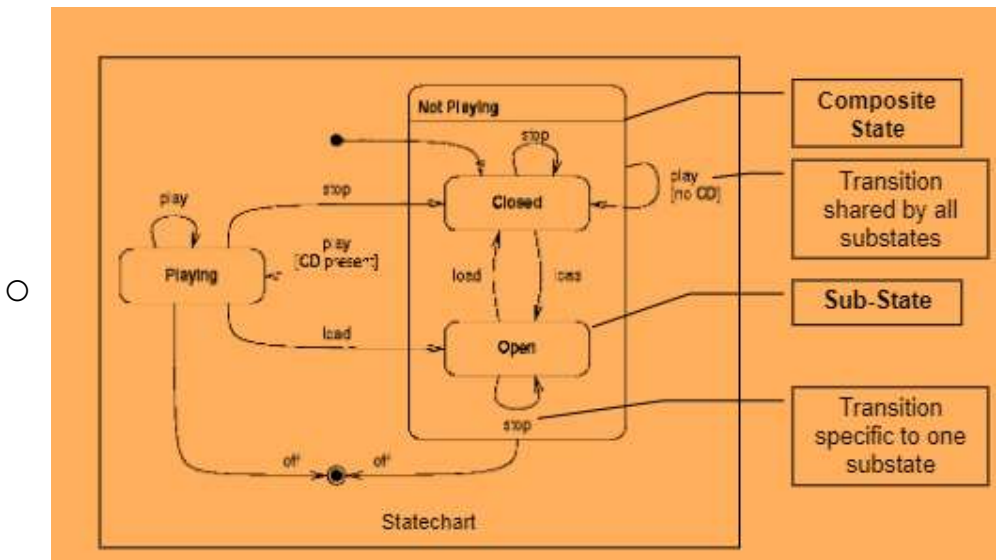 Not Playing
Composite
State
stop
play
[no CD]
Transition
shared by all
substates
stop
Closed
play
play
[CD present]
Playing
load
load
Sub-State
load
Open
Transition
specific to one
substate
stop
off
off
Statechart